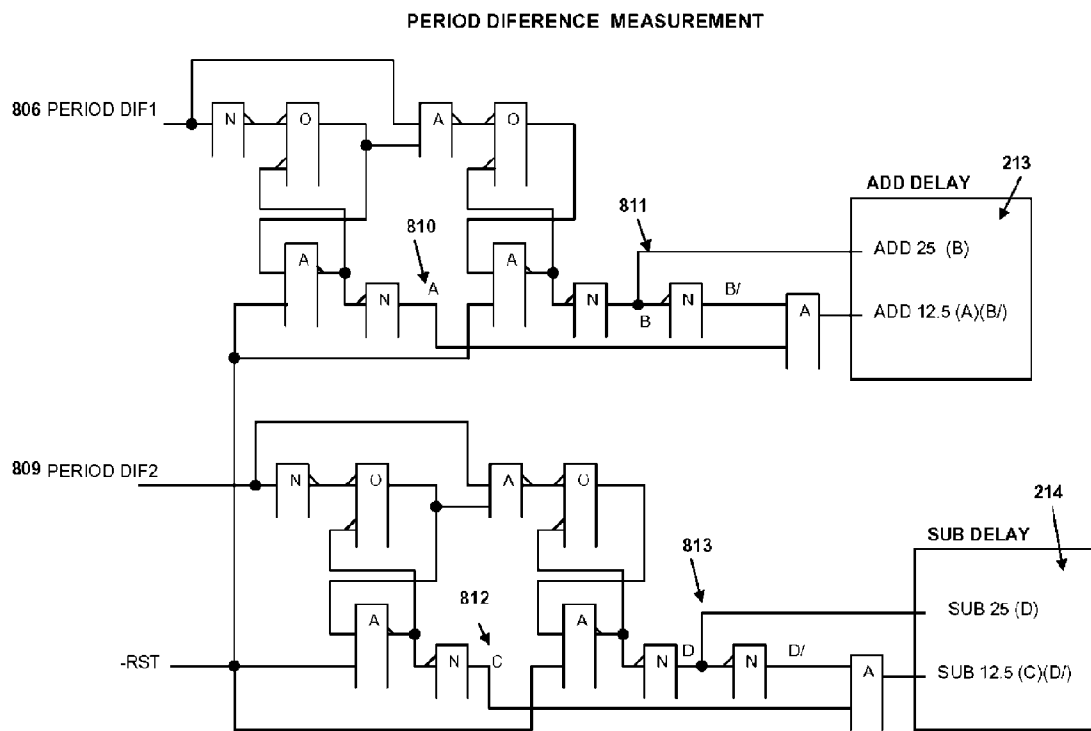 PERIOD DIFERENCE MEASUREMENT
806 PERIOD DIF1
N
O
A
O
213
ADD DELAY
811
ADD 25 (B)
810
A
A
A
N
N
B
N
B/
A
ADD 12.5 (A)(B/)
809 PERIOD DIF2
N
O
A
O
214
SUB DELAY
813
SUB 25 (D)
812
A
A
-RST
N
C
N
D
N
D/
A
SUB 12.5 (C)(D/)